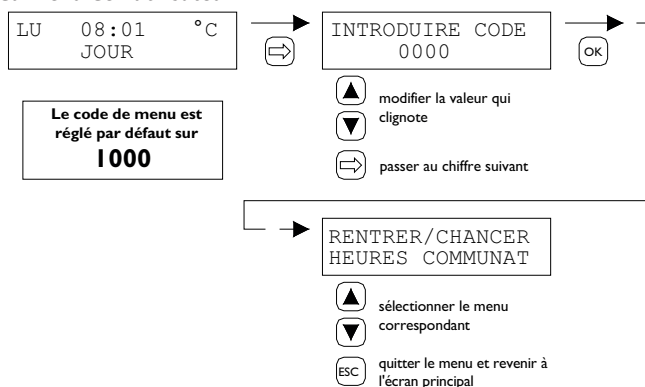 LU 08:01 °C
JOUR
INTRODUIRE CODE
0000
OK
Le code de menu est
réglé par défaut sur
1000
modifier la valeur qui
clignote
passer au chiffre suivant
RENTRER/CHANCER
HEURES COMMUNAT
sélectionner le menu
correspondant
ESC
quitter le menu et revenir à
l'écran principal